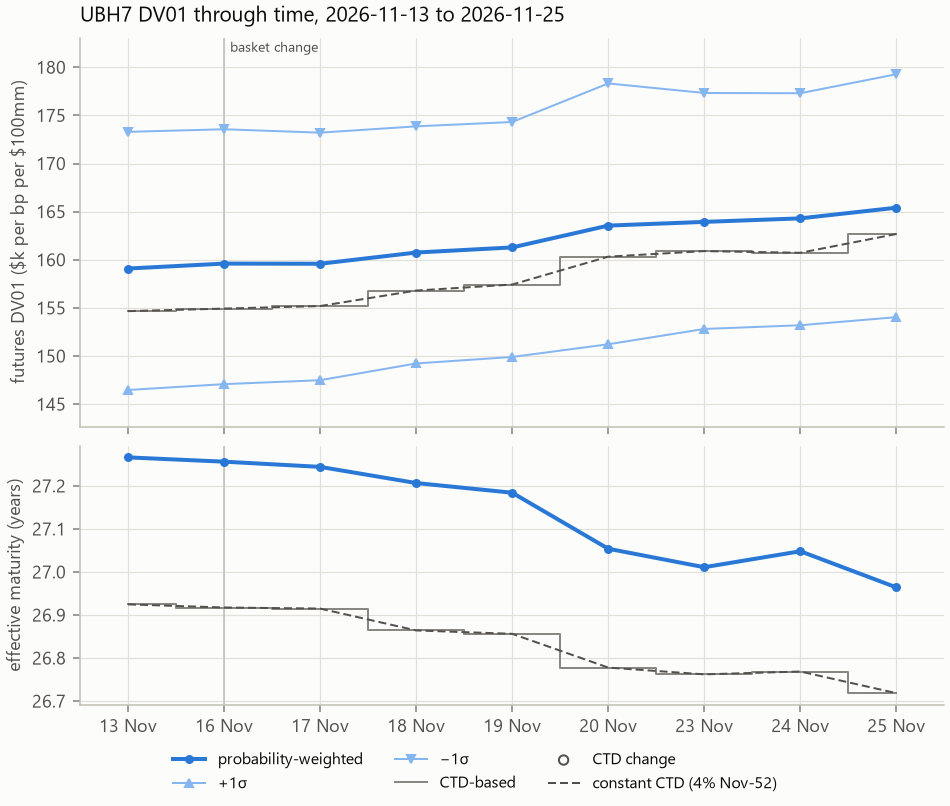 UBH7 DV01 through time, 2026-11-13 to 2026-11-25
basket change
futures DV01 ($k per bp per $100mm)
180
175
170
165
160
155
150
145
effective maturity (years)
27.2
27.1
27.0
26.9
26.8
26.7
13 Nov 16 Nov 17 Nov 18 Nov 19 Nov 20 Nov 23 Nov 24 Nov 25 Nov
probability-weighted −1σ CTD change
+1σ CTD-based constant CTD (4% Nov-52)